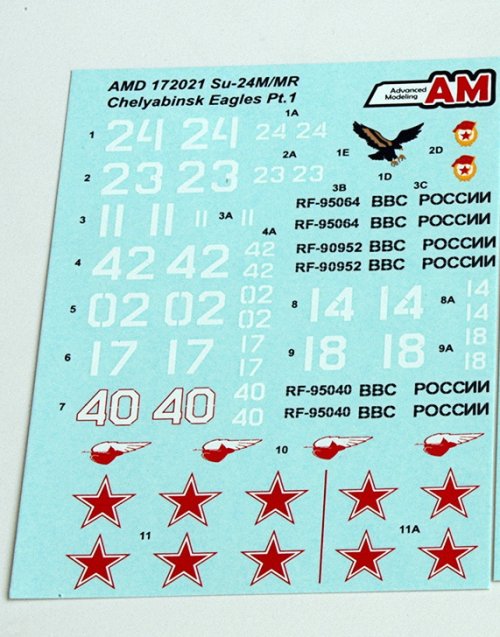 AMD 172021 Su-24M/MR
Chelyabinsk Eagles Pt.1
Advanced
Modeling
AM
1A
1 24 24 24 24
2A 1E 1D 2D
2 23 23 23 23
3B 3C
RF-95064 ВВС РОССИИ
3 11 11 11 3A 11
RF-95064 ВВС РОССИИ
4A
4 42 42 42
42
RF-90952 ВВС РОССИИ
RF-90952 ВВС РОССИИ
5 02 02 02
02
8 14 14 8A 14
14
6 17 17 17
17
9 18 18 9A 18
18
7 40 40 40
40
RF-95040 ВВС РОССИИ
RF-95040 ВВС РОССИИ
10
11 11A